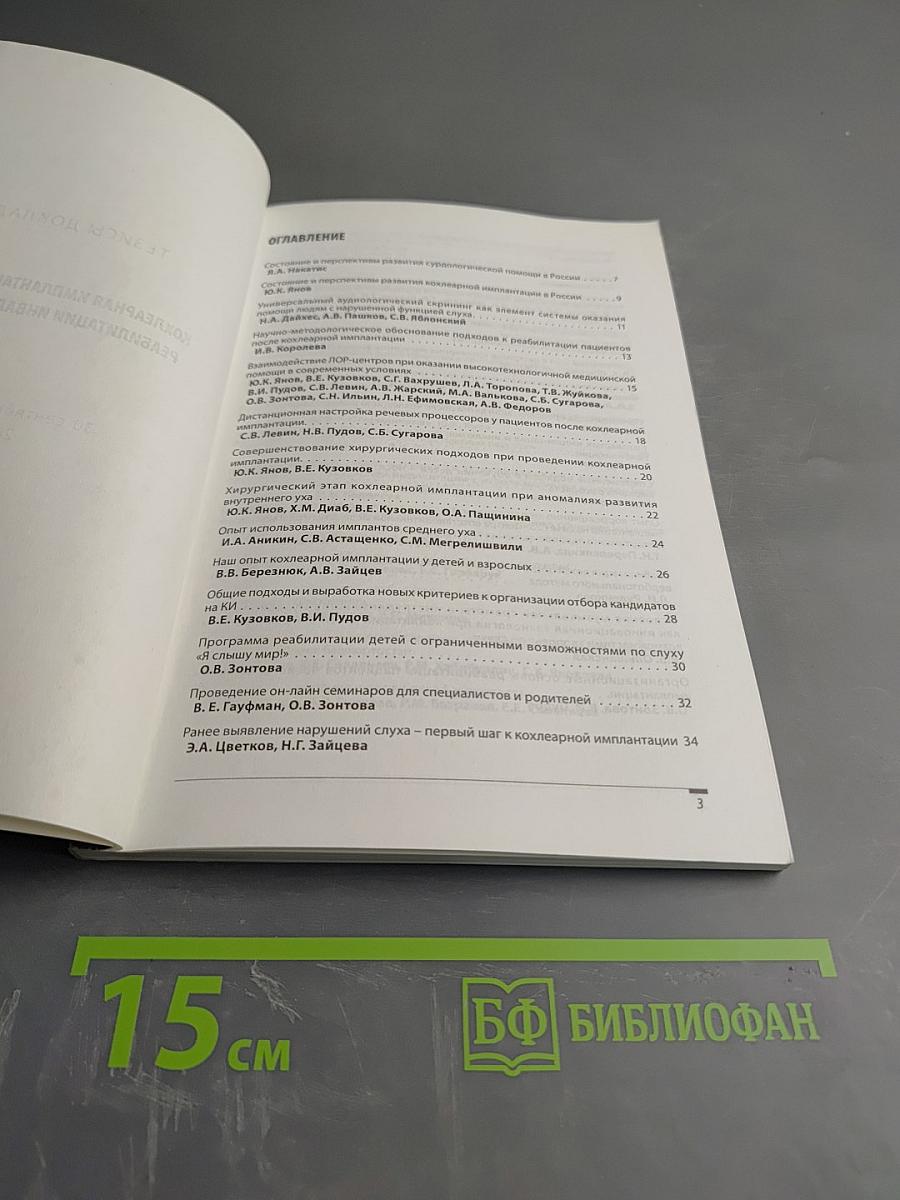 ОГЛАВЛЕНИЕ
Состояние и перспективы развития сурдологической помощи в России . . . . . 7
Я.А. Накатис
Состояние и перспективы развития кохлеарной имплантации в России . . . . . 9
Ю.К. Янов
Универсальный аудиологический скрининг как элемент системы оказания
помощи людям с нарушенной функцией слуха. . . . . . . . . . . . . . . . . . . . . . 11
Н.А. Дайхес, А.В. Пашков, С.В. Яблонский
Научно-методологическое обоснование подходов к реабилитации пациентов
после кохлеарной имплантации . . . . . . . . . . . . . . . . . . . . . . . . . . . . . . 13
И.В. Королева
Взаимодействие ЛОР-центров при оказании высокотехнологичной медицинской
помощи в современных условиях . . . . . . . . . . . . . . . . . . . . . . . . . . . . 15
Ю.К. Янов, В.Е. Кузовков, С.Г. Вахрушев, Л.А. Торопова, Т.В. Жуйкова,
В.И. Пудов, С.В. Левин, А.В. Жарский, М.А. Валькова, С.Б. Сугарова,
О.В. Зонтова, С.Н. Ильин, Л.Н. Ефимовская, А.В. Федоров
Дистанционная настройка речевых процессоров у пациентов после кохлеарной
имплантации. . . . . . . . . . . . . . . . . . . . . . . . . . . . . . . . . . . . . . . . 18
С.В. Левин, Н.В. Пудов, С.Б. Сугарова
Совершенствование хирургических подходов при проведении кохлеарной
имплантации. . . . . . . . . . . . . . . . . . . . . . . . . . . . . . . . . . . . . . . . 20
Ю.К. Янов, В.Е. Кузовков
Хирургический этап кохлеарной имплантации при аномалиях развития
внутреннего уха . . . . . . . . . . . . . . . . . . . . . . . . . . . . . . . . . . . . . . 22
Ю.К. Янов, Х.М. Диаб, В.Е. Кузовков, О.А. Пащинина
Опыт использования имплантов среднего уха . . . . . . . . . . . . . . . . . . . . 24
И.А. Аникин, С.В. Астащенко, С.М. Мегрелишвили
Наш опыт кохлеарной имплантации у детей и взрослых . . . . . . . . . . . . . . 26
В.В. Березнюк, А.В. Зайцев
Общие подходы и выработка новых критериев к организации отбора кандидатов
на КИ . . . . . . . . . . . . . . . . . . . . . . . . . . . . . . . . . . . . . . . . . . . . 28
В.Е. Кузовков, В.И. Пудов
Программа реабилитации детей с ограниченными возможностями по слуху
«Я слышу мир!» . . . . . . . . . . . . . . . . . . . . . . . . . . . . . . . . . . . . . . 30
О.В. Зонтова
Проведение он-лайн семинаров для специалистов и родителей . . . . . . . . . 32
В. Е. Гауфман, О.В. Зонтова
Ранее выявление нарушений слуха – первый шаг к кохлеарной имплантации 34
Э.А. Цветков, Н.Г. Зайцева
3
15 см
БФ БИБЛИОФАН